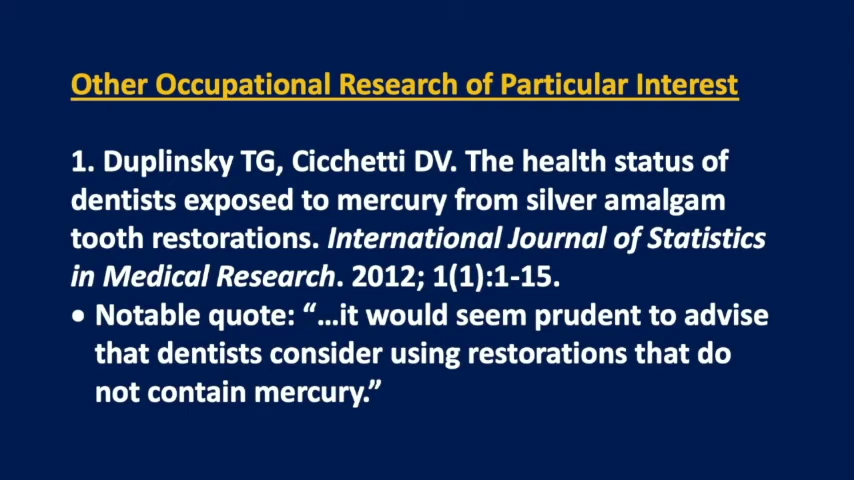 Other Occupational Research of Particular Interest
1. Duplinsky TG, Cicchetti DV. The health status of
dentists exposed to mercury from silver amalgam
tooth restorations. International Journal of Statistics
in Medical Research. 2012; 1(1):1-15.
• Notable quote: “…it would seem prudent to advise
that dentists consider using restorations that do
not contain mercury.”